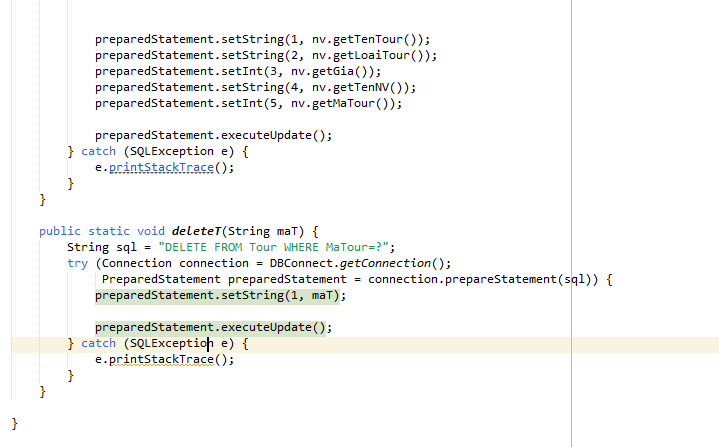 preparedStatement.setString(1, nv.getTenTour());
preparedStatement.setString(2, nv.getLoaiTour());
preparedStatement.setInt(3, nv.getGia());
preparedStatement.setString(4, nv.getTenNV());
preparedStatement.setInt(5, nv.getMaTour());
preparedStatement.executeUpdate();
} catch (SQLException e) {
e.printStackTrace();
}
}
public static void deleteT(String maT) {
String sql = "DELETE FROM Tour WHERE MaTour=?";
try (Connection connection = DBConnect.getConnection();
PreparedStatement preparedStatement = connection.prepareStatement(sql)) {
preparedStatement.setString(1, maT);
preparedStatement.executeUpdate();
} catch (SQLException e) {
e.printStackTrace();
}
}
}